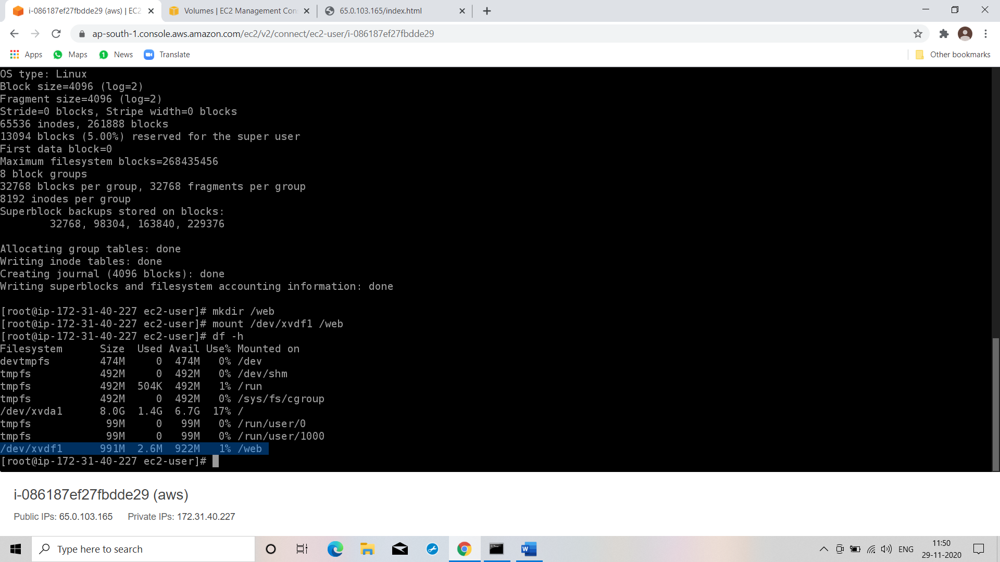 i-086187ef27fbdde29 (aws) | EC2
Volumes | EC2 Management Con
65.0.103.165/index.html
ap-south-1.console.aws.amazon.com/ec2/v2/connect/ec2-user/i-086187ef27fbdde29
Apps
Maps
1
News
Translate
Other bookmarks
OS type: Linux
Block size=4096 (log=2)
Fragment size=4096 (log=2)
Stride=0 blocks, Stripe width=0 blocks
65536 inodes, 261888 blocks
13094 blocks (5.00%) reserved for the super user
First data block=0
Maximum filesystem blocks=268435456
8 block groups
32768 blocks per group, 32768 fragments per group
8192 inodes per group
Superblock backups stored on blocks:
32768, 98304, 163840, 229376
Allocating group tables: done
Writing inode tables: done
Creating journal (4096 blocks): done
Writing superblocks and filesystem accounting information: done
[root@ip-172-31-40-227 ec2-user]# mkdir /web
[root@ip-172-31-40-227 ec2-user]# mount /dev/xvdf1 /web
[root@ip-172-31-40-227 ec2-user]# df -h
Filesystem Size Used Avail Use% Mounted on
devtmpfs 474M 0 474M 0% /dev
tmpfs 492M 0 492M 0% /dev/shm
tmpfs 492M 504K 492M 1% /run
tmpfs 492M 0 492M 0% /sys/fs/cgroup
/dev/xvda1 8.0G 1.4G 6.7G 17% /
tmpfs 99M 0 99M 0% /run/user/0
tmpfs 99M 0 99M 0% /run/user/1000
/dev/xvdf1 991M 2.6M 922M 1% /web
[root@ip-172-31-40-227 ec2-user]#
i-086187ef27fbdde29 (aws)
Public IPs: 65.0.103.165 Private IPs: 172.31.40.227
Type here to search
W
ENG
11:50
29-11-2020